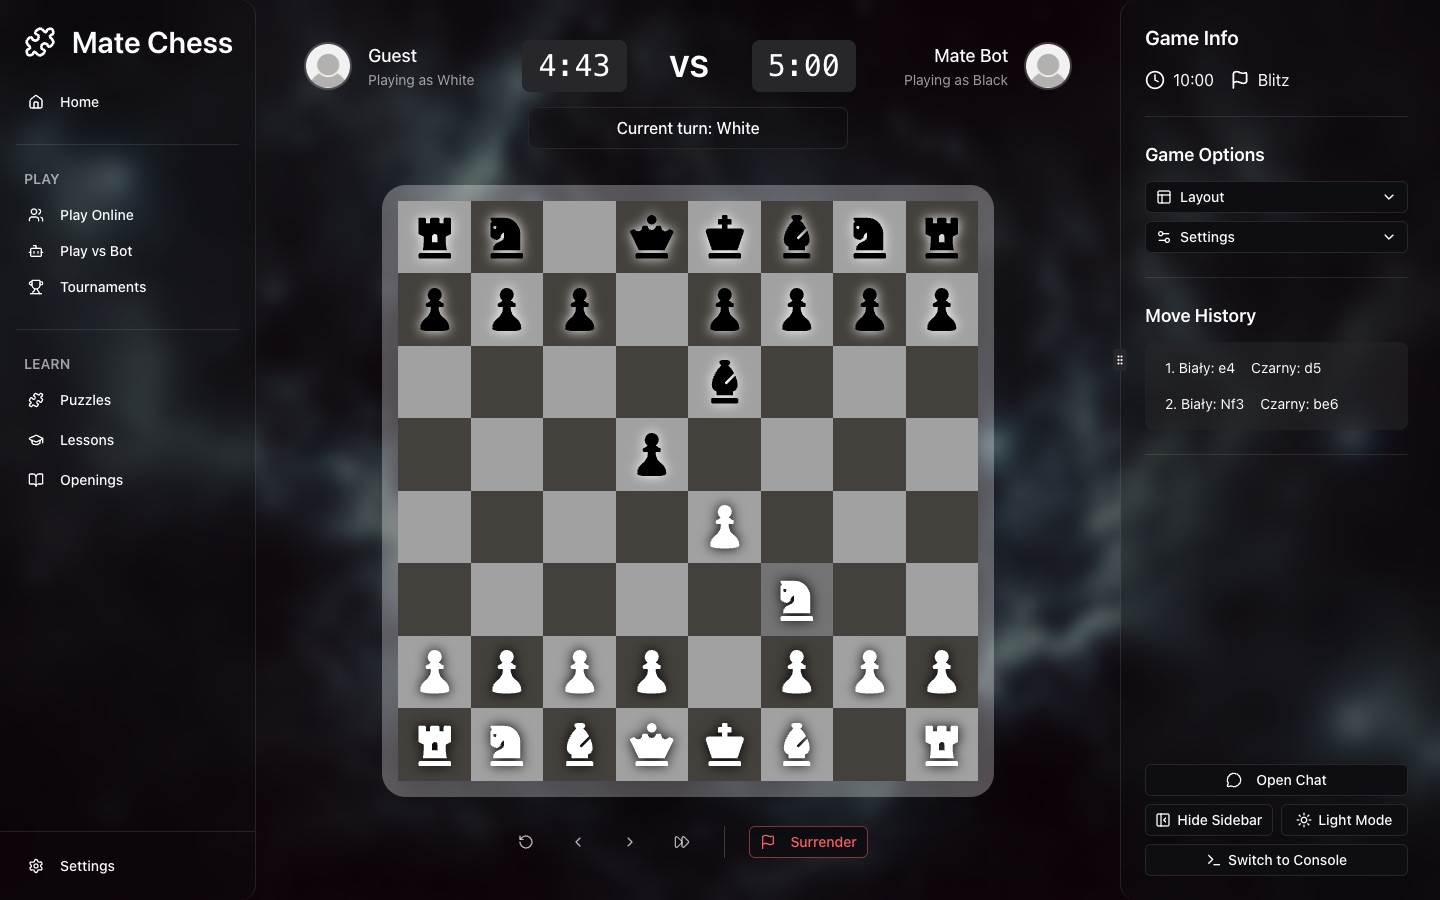 Mate Chess
Home
PLAY
Play Online
Play vs Bot
Tournaments
LEARN
Puzzles
Lessons
Openings
Settings
Guest
Playing as White
4:43
VS
5:00
Mate Bot
Playing as Black
Current turn: White
Surrender
Game Info
10:00 Blitz
Game Options
Layout
Settings
Move History
1. Biały: e4 Czarny: d5
2. Biały: Nf3 Czarny: be6
Open Chat
Hide Sidebar
Light Mode
Switch to Console